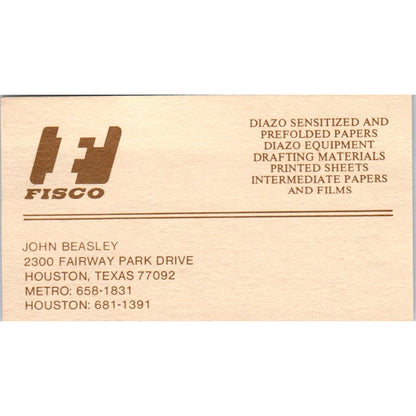 F
FISCO
DIAZO SENSITIZED AND
PREFOLDED PAPERS
DIAZO EQUIPMENT
DRAFTING MATERIALS
PRINTED SHEETS
INTERMEDIATE PAPERS
AND FILMS
JOHN BEASLEY
2300 FAIRWAY PARK DRIVE
HOUSTON, TEXAS 77092
METRO: 658-1831
HOUSTON: 681-1391